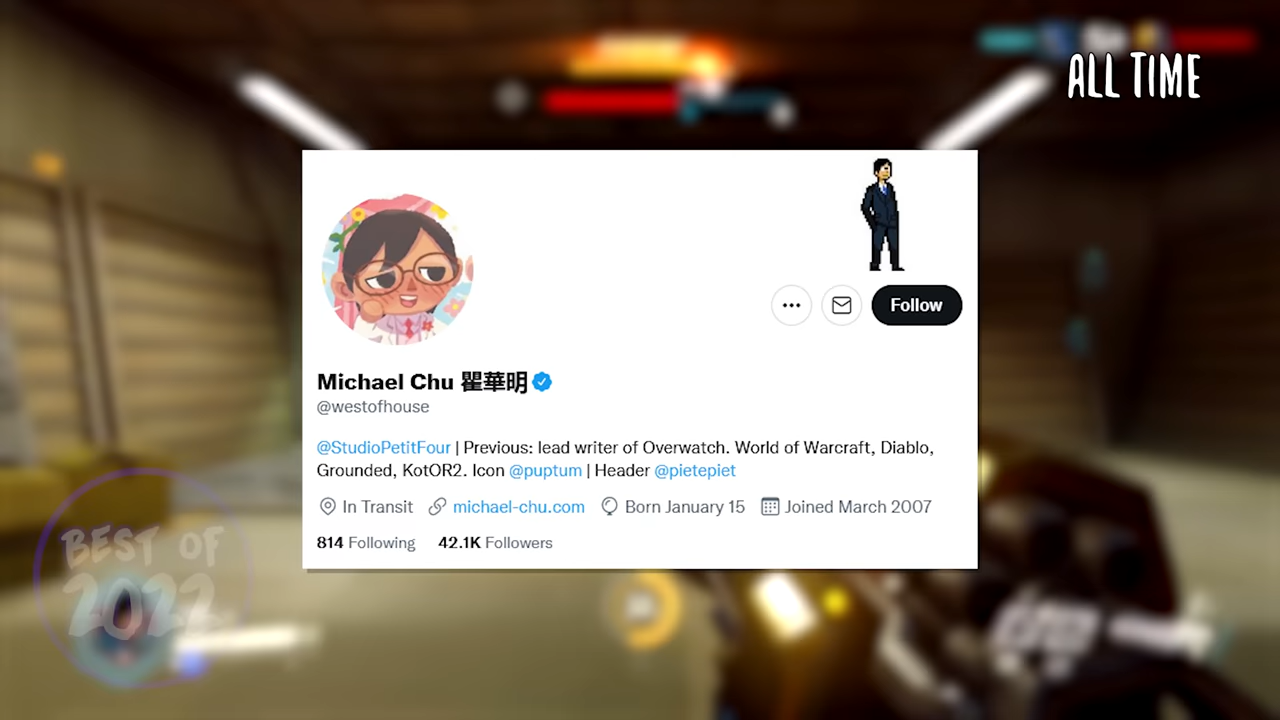 ALL TIME
Follow
Michael Chu 瞿華明
@westofhouse
@StudioPetitFour | Previous: lead writer of Overwatch. World of Warcraft, Diablo,
Grounded, KotOR2. Icon @puptum | Header @pietepiet
In Transit michael-chu.com Born January 15 Joined March 2007
814 Following 42.1K Followers
BEST OF
2022